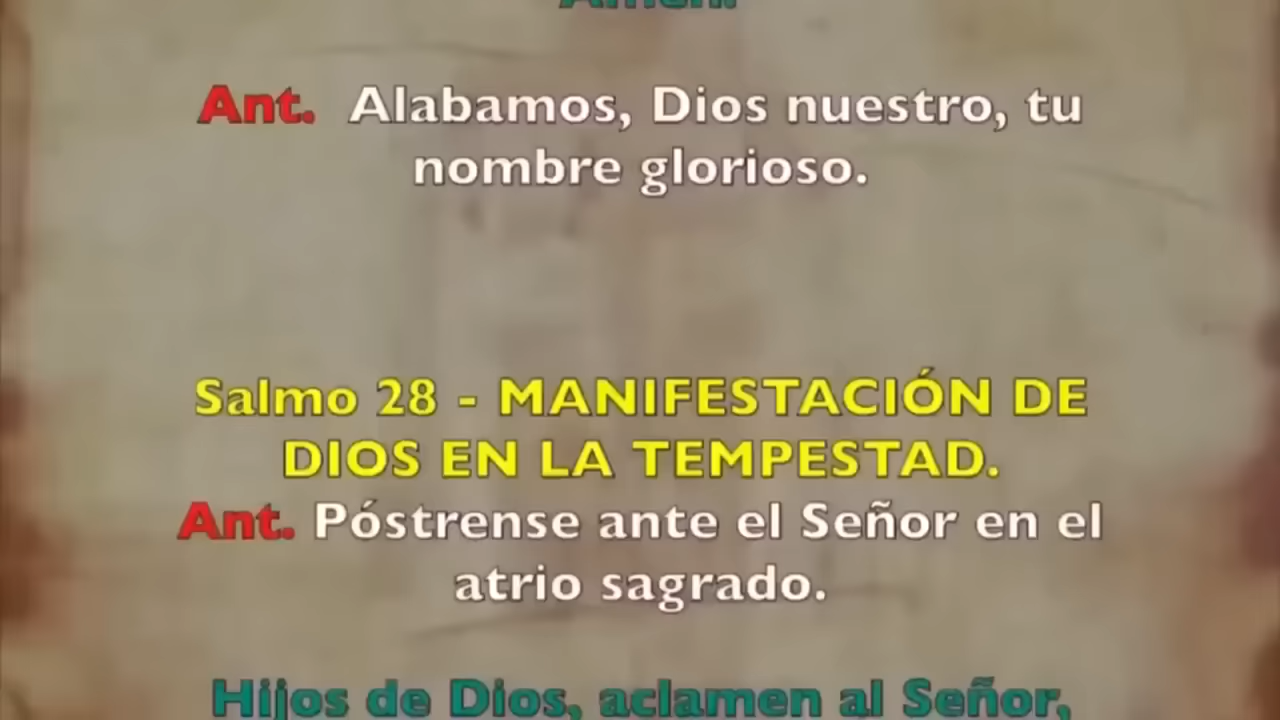 Amén.
Ant. Alabamos, Dios nuestro, tu
nombre glorioso.
Salmo 28 - MANIFESTACIÓN DE
DIOS EN LA TEMPESTAD.
Ant. Póstrense ante el Señor en el
atrio sagrado.
Hijos de Dios, aclamen al Señor,